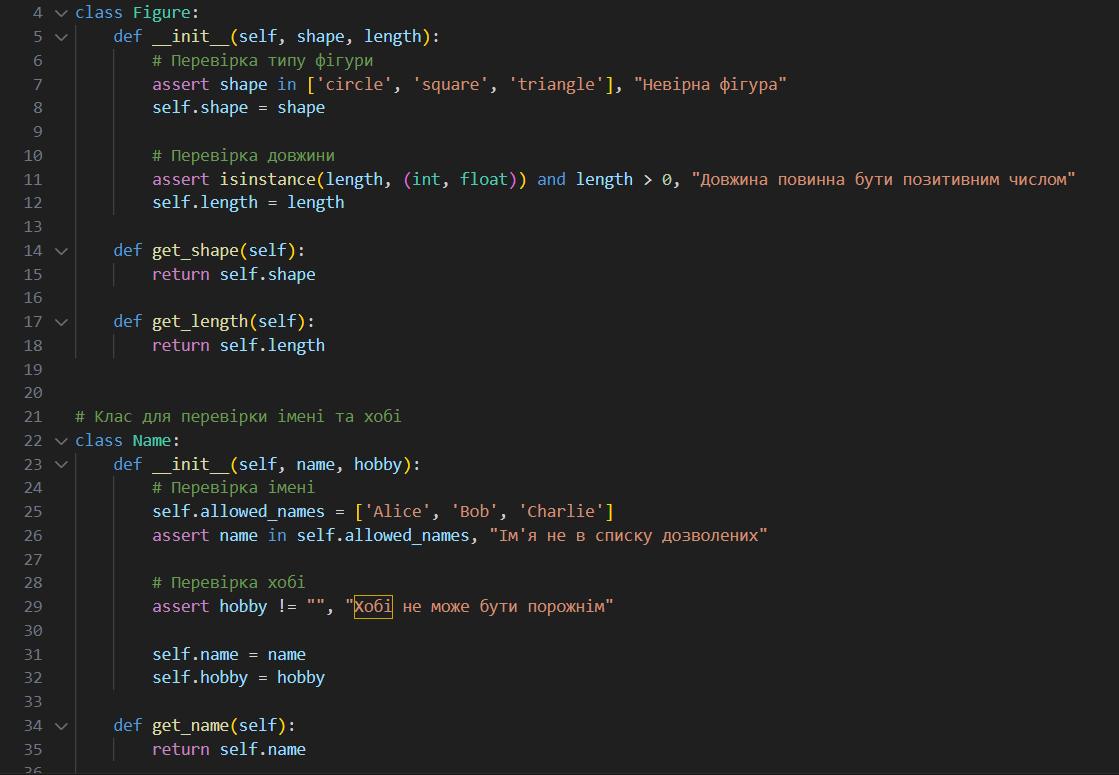 4 class Figure:
5     def __init__(self, shape, length):
6         # Перевірка типу фігури
7         assert shape in ['circle', 'square', 'triangle'], "Невірна фігура"
8         self.shape = shape
9
10         # Перевірка довжини
11         assert isinstance(length, (int, float)) and length > 0, "Довжина повинна бути позитивним числом"
12         self.length = length
13
14     def get_shape(self):
15         return self.shape
16
17     def get_length(self):
18         return self.length
19
20
21 # Клас для перевірки імені та хобі
22 class Name:
23     def __init__(self, name, hobby):
24         # Перевірка імені
25         self.allowed_names = ['Alice', 'Bob', 'Charlie']
26         assert name in self.allowed_names, "Ім'я не в списку дозволених"
27
28         # Перевірка хобі
29         assert hobby != "", "Хобі не може бути порожнім"
30
31         self.name = name
32         self.hobby = hobby
33
34     def get_name(self):
35         return self.name
36